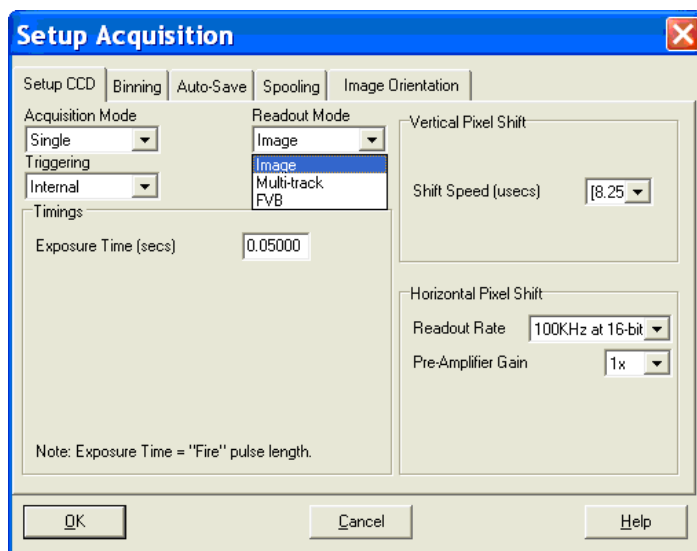 Setup Acquisition
Setup CCD Binning Auto-Save Spooling Image Orientation
Acquisition Mode Readout Mode
Single Image
Image
Multi-track
FVB
Triggering
Internal
Timings
Exposure Time (secs) 0.05000
Note: Exposure Time = "Fire" pulse length.
Vertical Pixel Shift
Shift Speed (usecs) [8.25
Horizontal Pixel Shift
Readout Rate 100KHz at 16-bit
Pre-Amplifier Gain 1x
OK Cancel Help